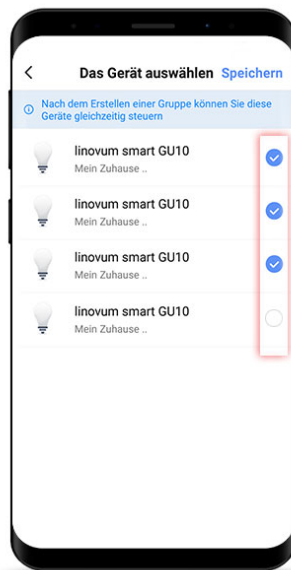 Das Gerät auswählen Speichern
Nach dem Erstellen einer Gruppe können Sie diese
Geräte gleichzeitig steuern
linovum smart GU10
Mein Zuhause ..
linovum smart GU10
Mein Zuhause ..
linovum smart GU10
Mein Zuhause ..
linovum smart GU10
Mein Zuhause ..